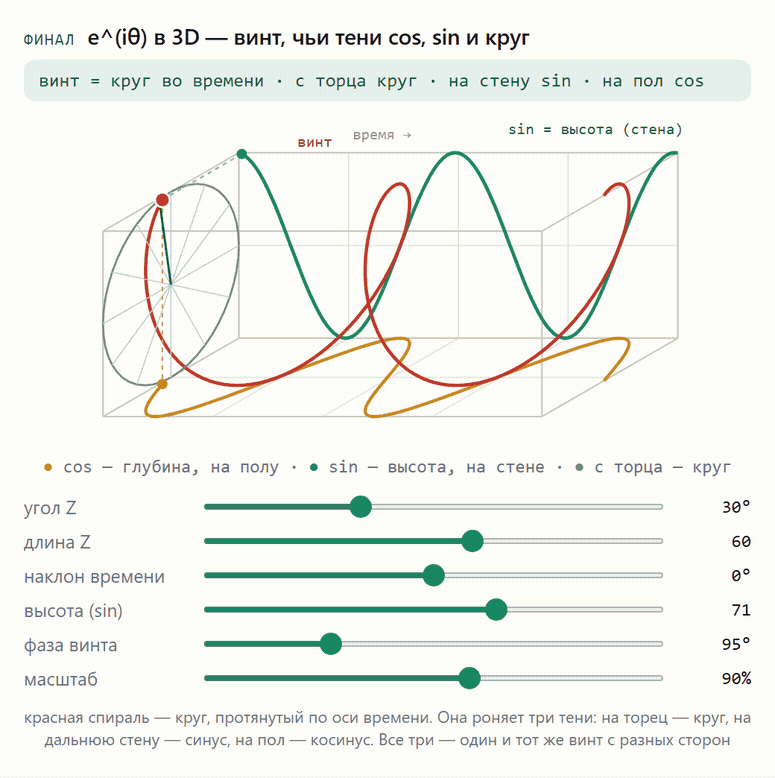 ФИНАЛ e^(iθ) в 3D — винт, чьи тени cos, sin и круг
винт = круг во времени · с торца круг · на стену sin · на пол cos
sin = высота (стена)
винт время →
cos — глубина, на полу · sin — высота, на стене · с торца — круг
угол Z 30°
длина Z 60
наклон времени 0°
высота (sin) 71
фаза винта 95°
масштаб 90%
красная спираль — круг, протянутый по оси времени. Она роняет три тени: на торец — круг, на
дальнюю стену — синус, на пол — косинус. Все три — один и тот же винт с разных сторон